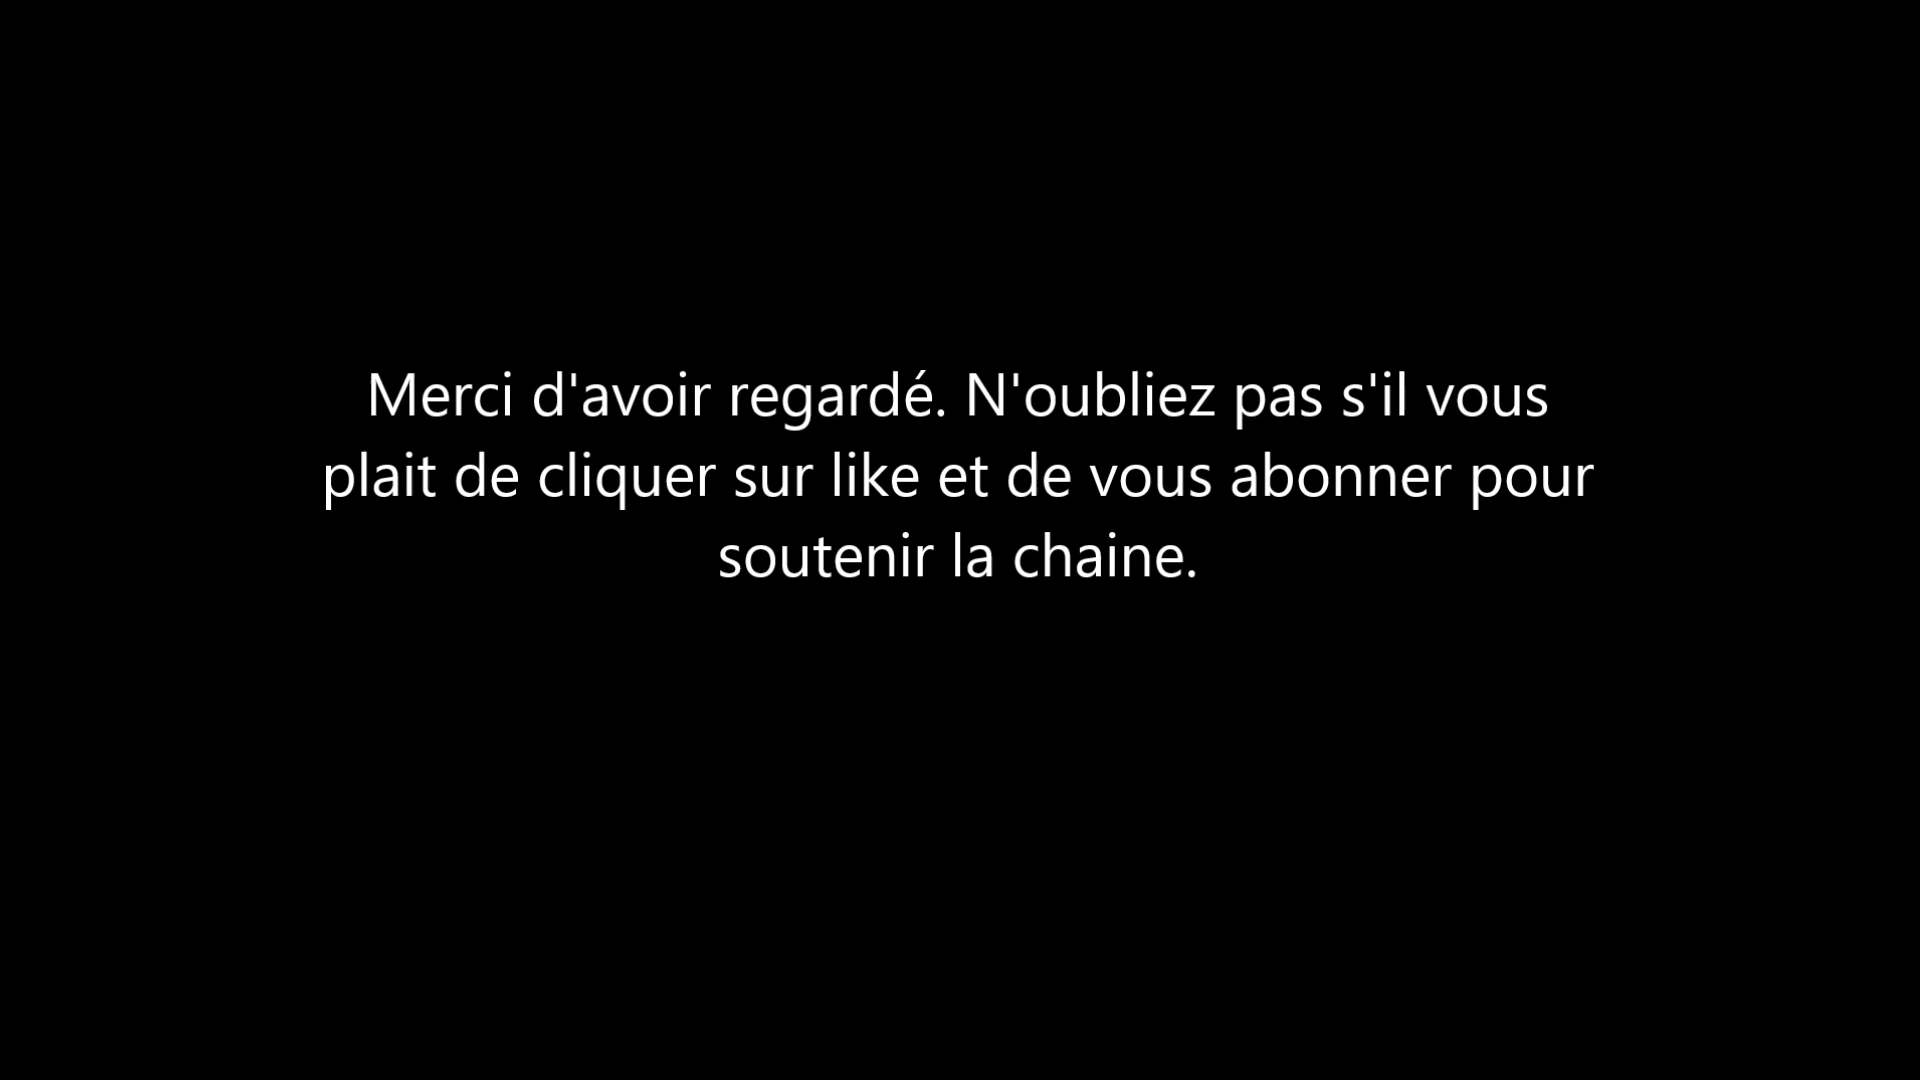 Merci d'avoir regardé. N'oubliez pas s'il vous
plait de cliquer sur like et de vous abonner pour
soutenir la chaine.